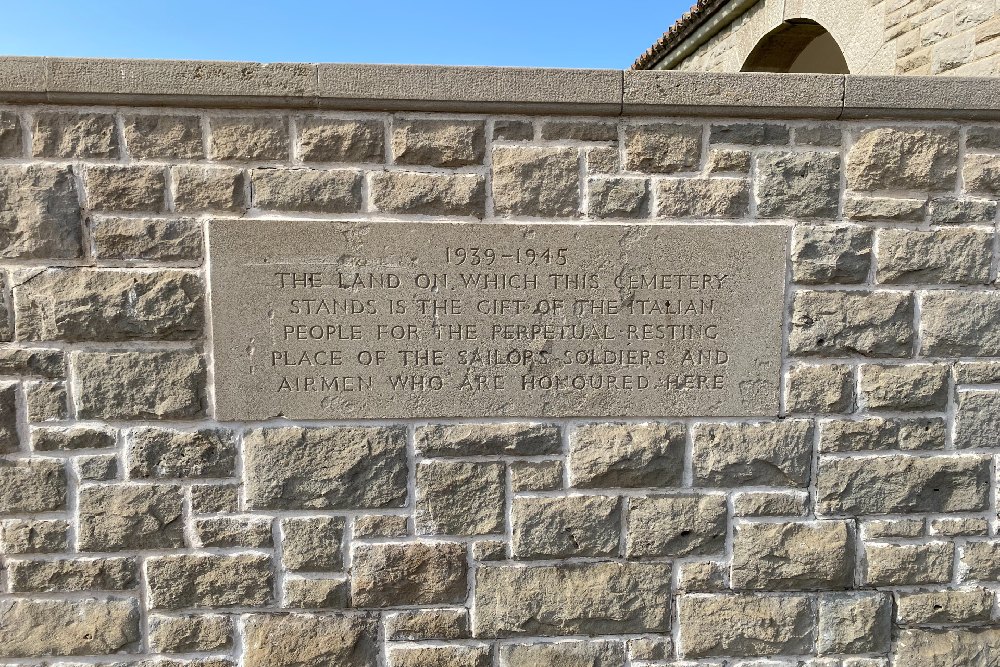 1939-1945
THE LAND ON WHICH THIS CEMETERY
STANDS IS THE GIFT OF THE ITALIAN
PEOPLE FOR THE PERPETUAL RESTING
PLACE OF THE SAILORS SOLDIERS AND
AIRMEN WHO ARE HONOURED HERE